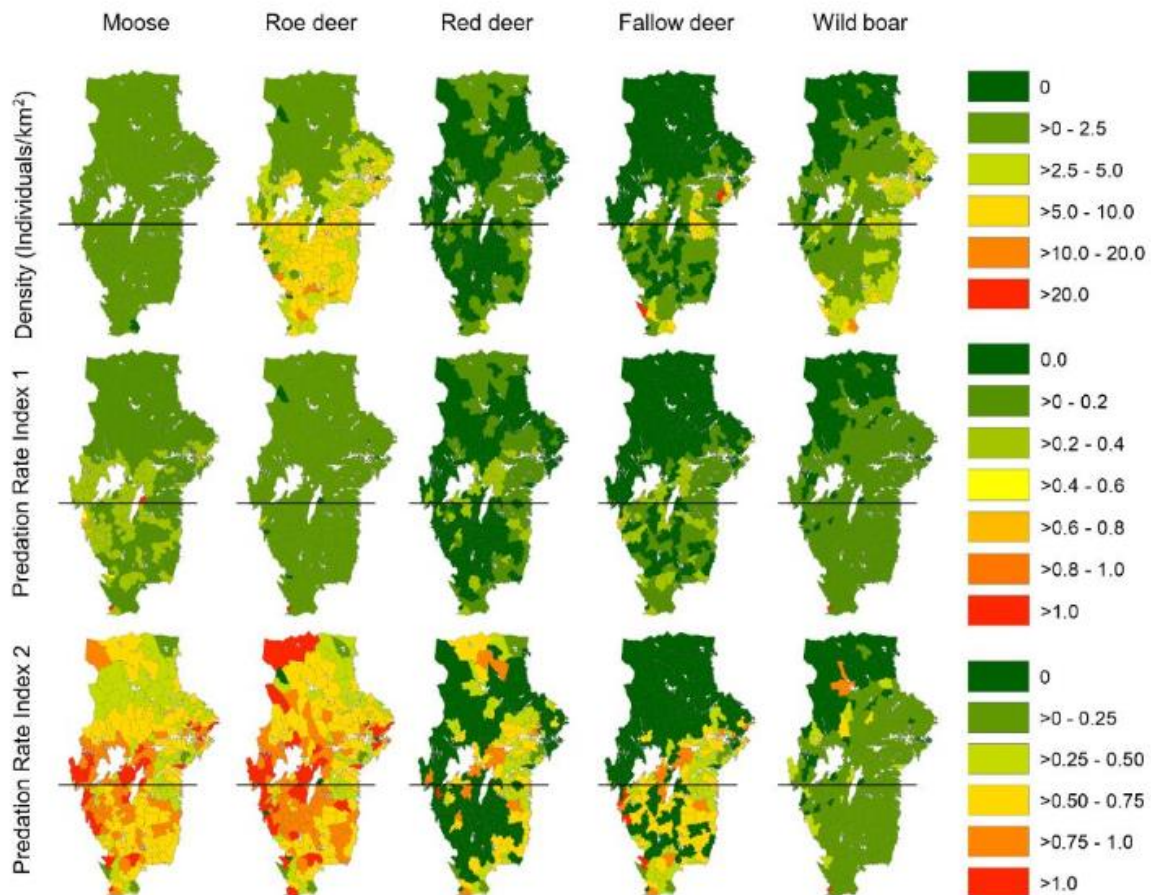 Moose Roe deer Red deer Fallow deer Wild boar
Density (Individuals/km²)
0
>0 - 2.5
>2.5 - 5.0
>5.0 - 10.0
>10.0 - 20.0
>20.0
Predation Rate Index 1
0.0
>0 - 0.2
>0.2 - 0.4
>0.4 - 0.6
>0.6 - 0.8
>0.8 - 1.0
>1.0
Predation Rate Index 2
0
>0 - 0.25
>0.25 - 0.50
>0.50 - 0.75
>0.75 - 1.0
>1.0